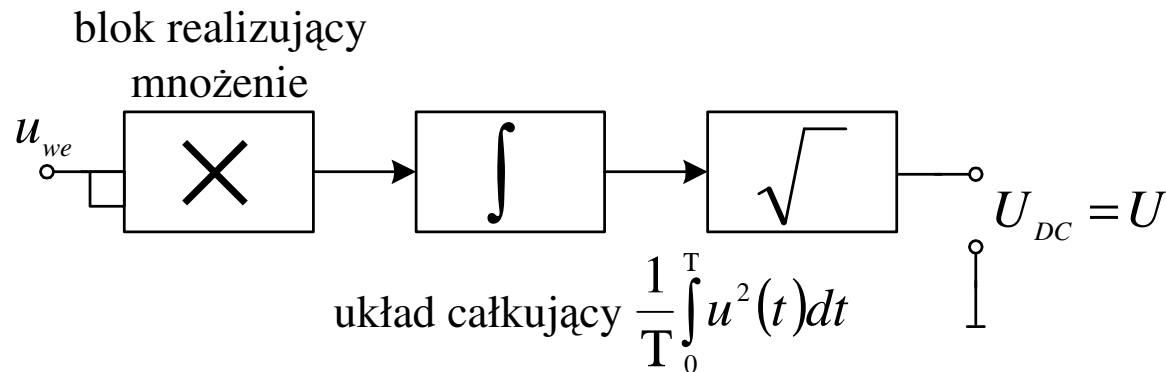 blok realizujący
mnożenie
u_we
× ∫ √
U_DC = U
układ całkujący 1/T ∫₀ᵀ u²(t)dt